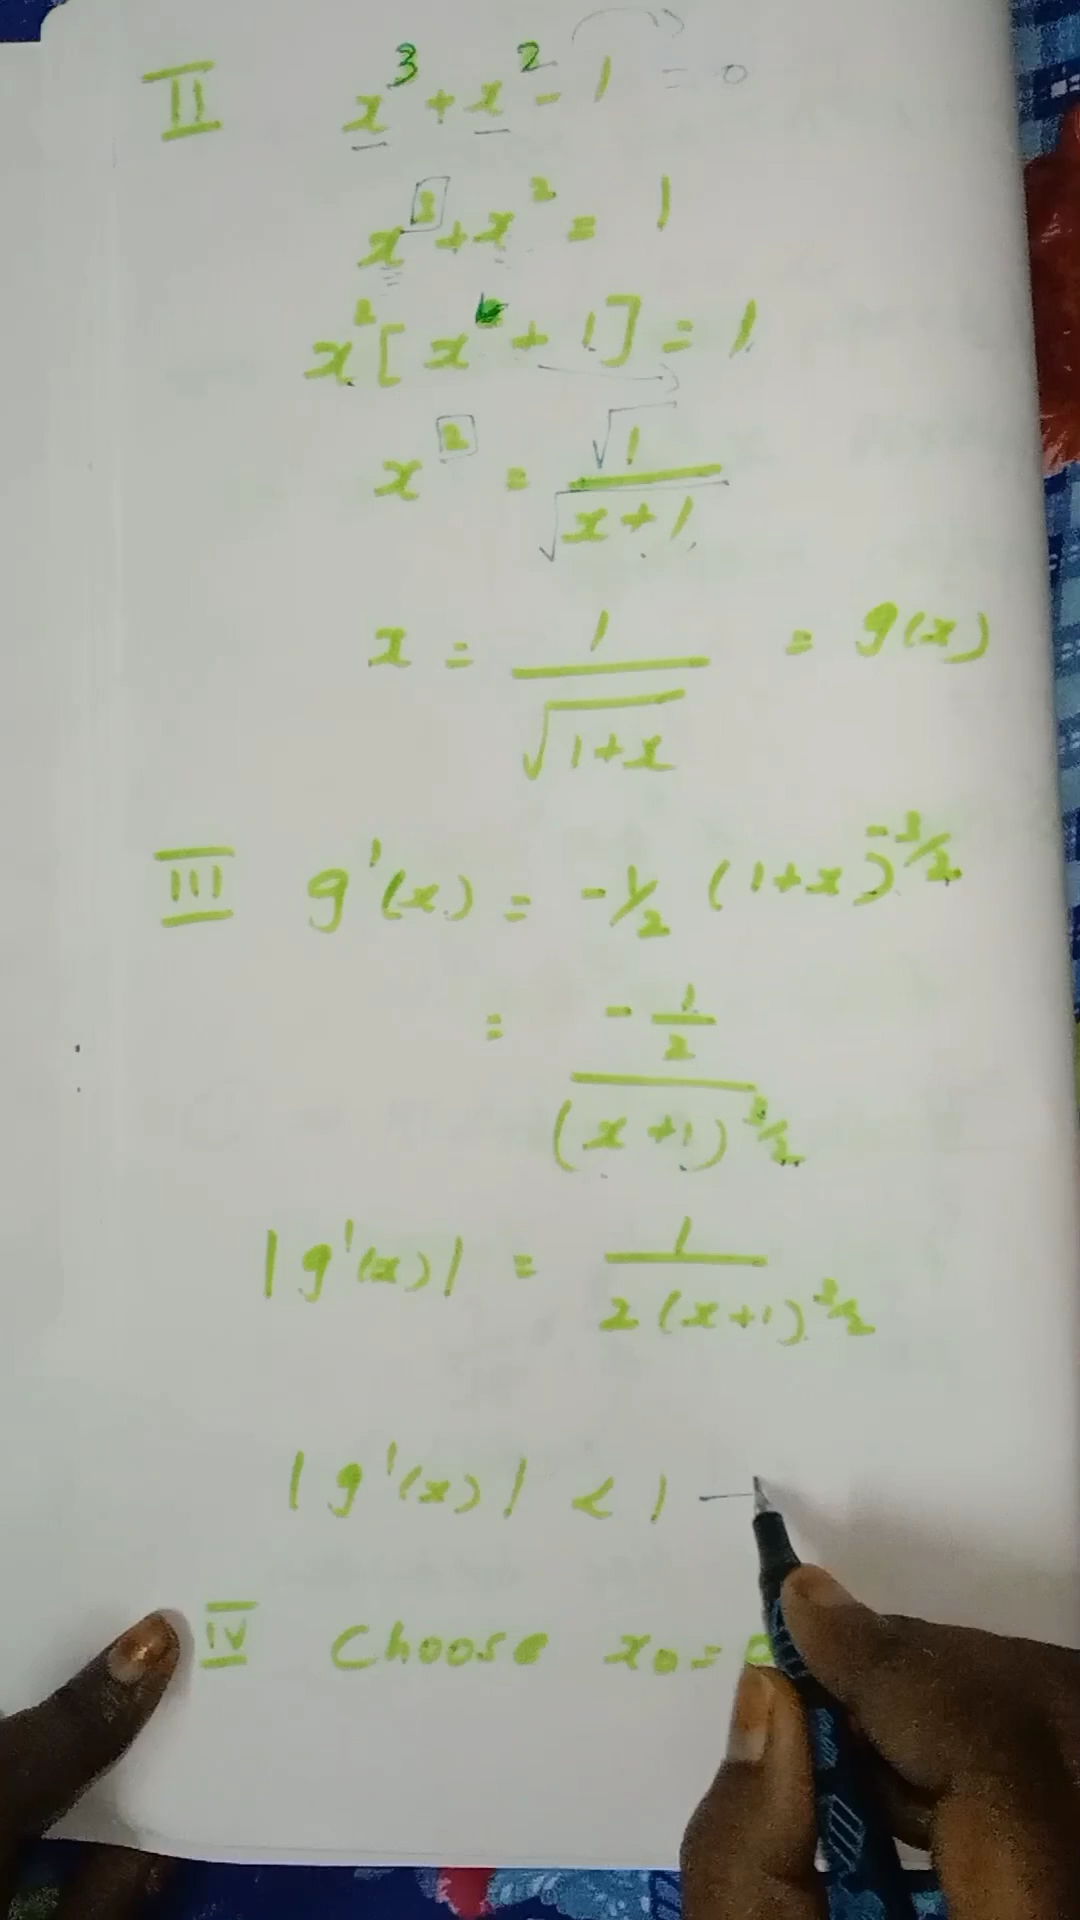 II x³ + x² - 1 = 0
x³ + x² = 1
x² [ x + 1 ] = 1
x² = √1 / √x + 1
x = 1 / √1+x = g(x)
III g'(x) = -1/2 (1+x)^-3/2
= -1/2 / (x+1)^3/2
|g'(x)| = 1 / 2(x+1)^3/2
|g'(x)| < 1
IV Choose x₀ =